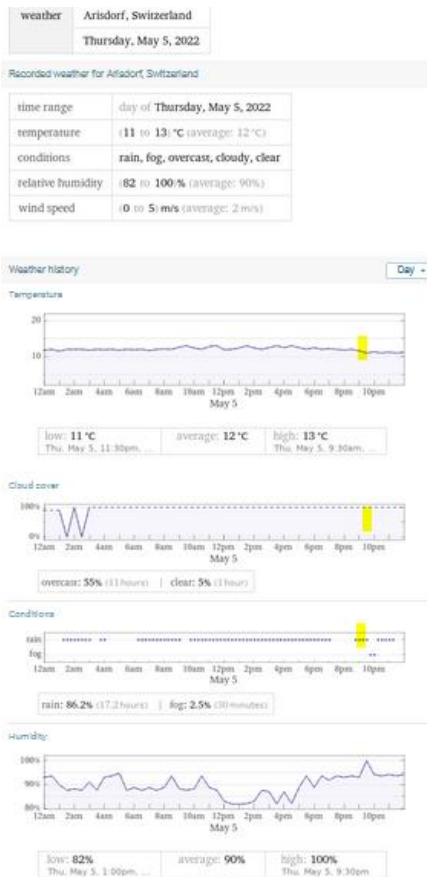 weather Arisdorf, Switzerland
Thursday, May 5, 2022
Recorded weather for Arisdorf, Switzerland
time range day of Thursday, May 5, 2022
temperature (11 to 13) °C (average: 12 °C)
conditions rain, fog, overcast, cloudy, clear
relative humidity (82 to 100)% (average: 90%)
wind speed (0 to 5) m/s (average: 2 m/s)
Weather history Day
Temperature
20
10
12am 2am 4am 6am 8am 10am 12pm 2pm 4pm 6pm 8pm 10pm
May 5
low: 11 °C average: 12 °C high: 13 °C
Thu, May 5, 11:30pm, ... Thu, May 5, 9:30am, ...
Cloud cover
100%
0%
12am 2am 4am 6am 8am 10am 12pm 2pm 4pm 6pm 8pm 10pm
May 5
overcast: 55% (11 hours) | clear: 5% (1 hour)
Conditions
rain
fog
12am 2am 4am 6am 8am 10am 12pm 2pm 4pm 6pm 8pm 10pm
May 5
rain: 86.2% (17.2 hours) | fog: 2.5% (30 minutes)
Humidity
100%
90%
80%
12am 2am 4am 6am 8am 10am 12pm 2pm 4pm 6pm 8pm 10pm
May 5
low: 82% average: 90% high: 100%
Thu, May 5, 1:00pm, ... Thu, May 5, 9:30pm